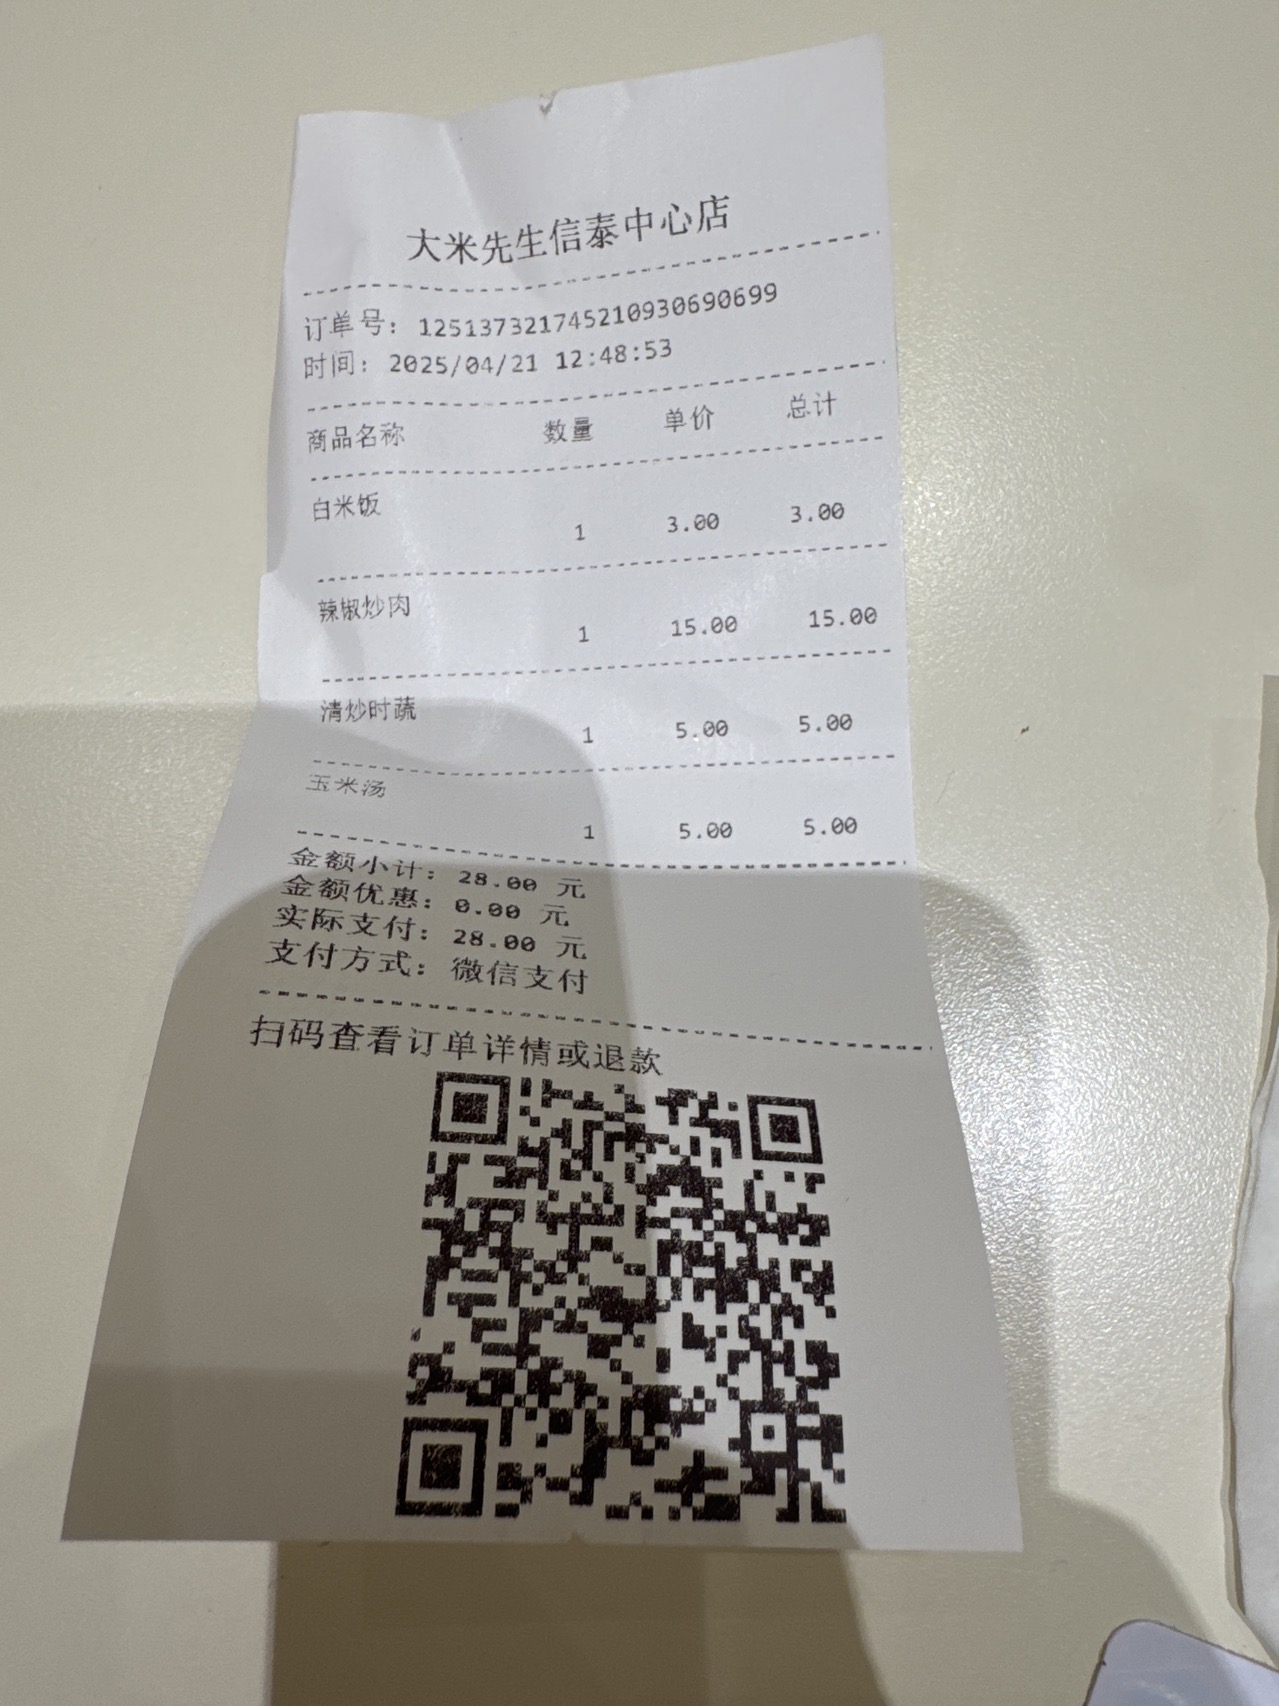 大米先生信泰中心店
订单号： 1251373217452109306​90699
时间： 2025/04/21 12:48:53
商品名称 数量 单价 总计
白米饭
1 3.00 3.00
辣椒炒肉
1 15.00 15.00
清炒时蔬
1 5.00 5.00
玉米汤
1 5.00 5.00
金额小计： 28.00 元
金额优惠： 0.00 元
实际支付： 28.00 元
支付方式： 微信支付
扫码查看订单详情或退款